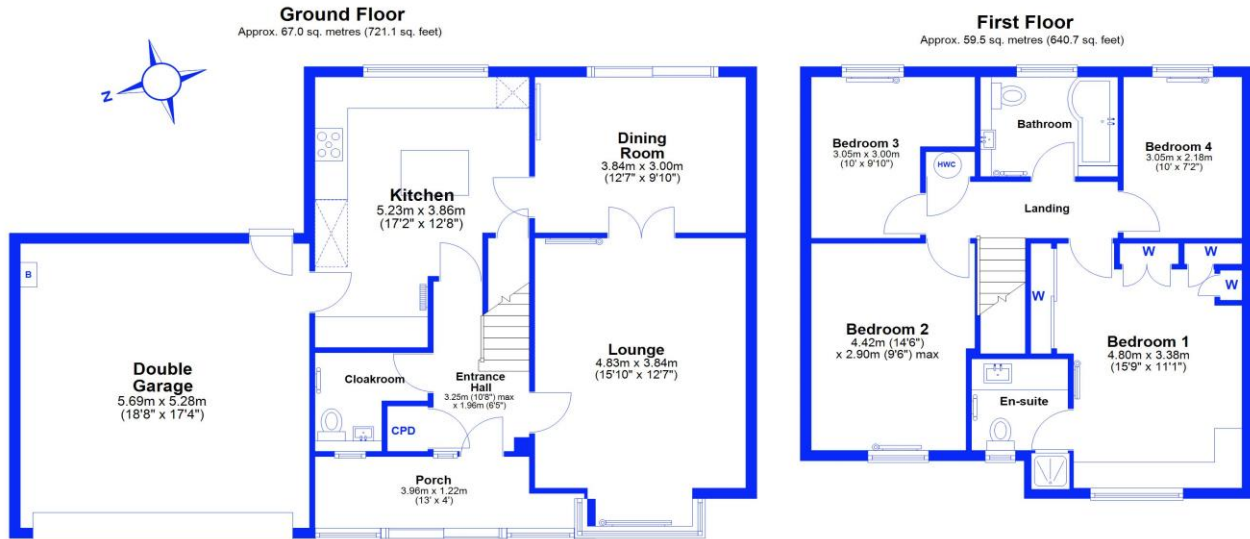 Ground Floor
Approx. 67.0 sq. metres (721.1 sq. feet)
N
Kitchen
5.23m x 3.86m
(17'2" x 12'8")
Dining
Room
3.84m x 3.00m
(12'7" x 9'10")
B
Double
Garage
5.69m x 5.28m
(18'8" x 17'4")
Cloakroom
Entrance
Hall
3.25m (10'8") max
x 1.96m (6'5")
CPD
Lounge
4.83m x 3.84m
(15'10" x 12'7")
Porch
3.96m x 1.22m
(13' x 4')
First Floor
Approx. 59.5 sq. metres (640.7 sq. feet)
Bedroom 3
3.05m x 3.00m
(10' x 9'10")
HWC
Bathroom
Bedroom 4
3.05m x 2.18m
(10' x 7'2")
Landing
W
W
W
W
Bedroom 2
4.42m (14'6")
x 2.90m (9'6") max
Bedroom 1
4.80m x 3.38m
(15'9" x 11'1")
En-suite